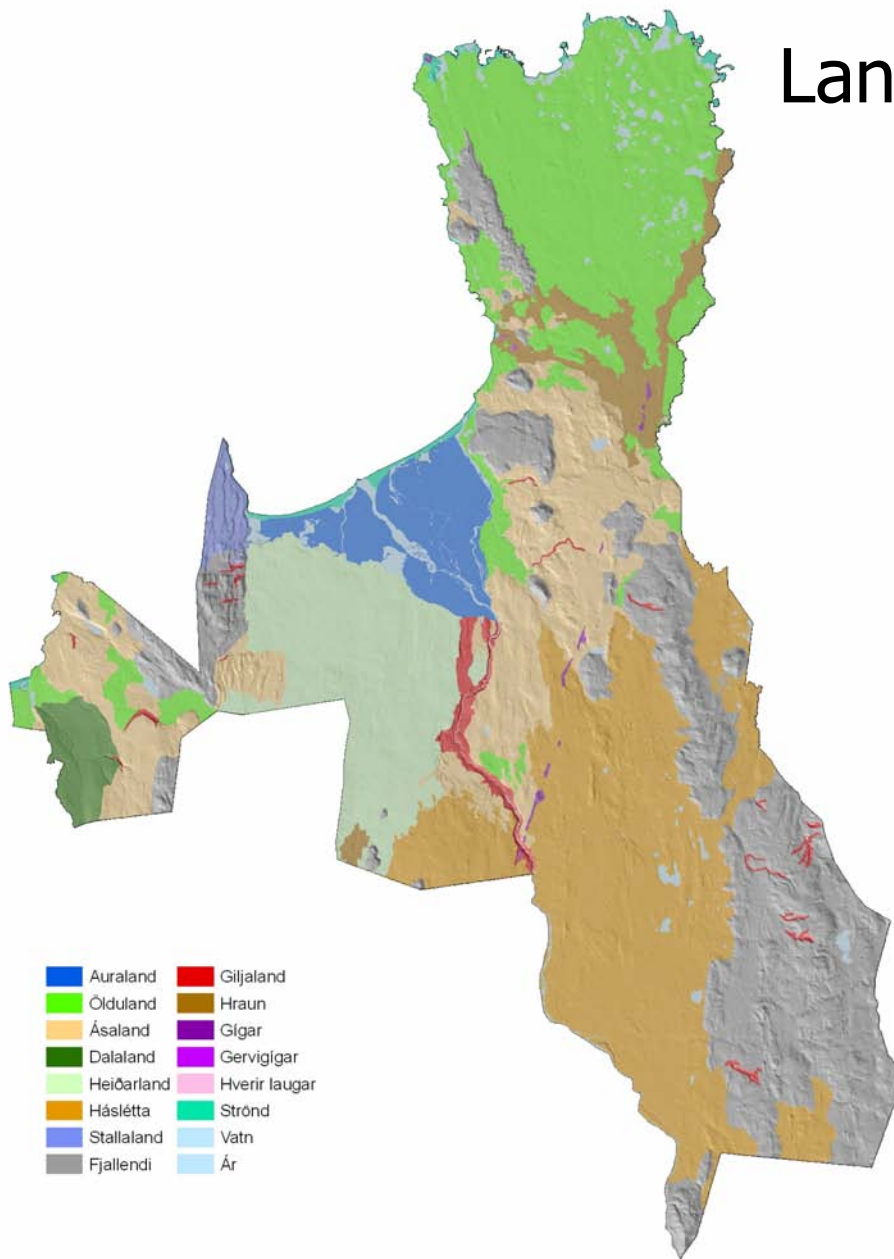 Lan
Auraland
Ölduland
Ásaland
Dalaland
Heiðarland
Háslétta
Stallaland
Fjallendi
Giljaland
Hraun
Gígar
Gervigígar
Hverir laugar
Strönd
Vatn
Ár